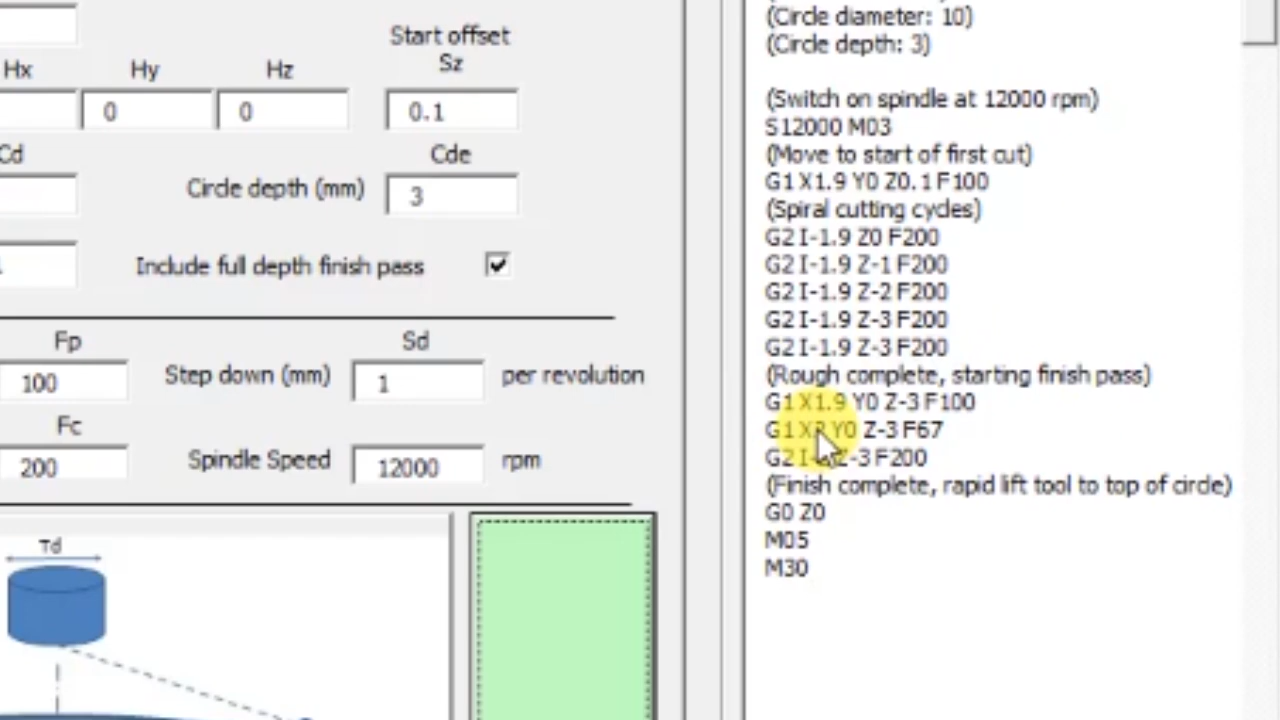 Start offset
Hx Hy Hz Sz
0 0 0.1
Cd Cde
Circle depth (mm) 3
Include full depth finish pass
Fp Sd
100 Step down (mm) 1 per revolution
Fc
200 Spindle Speed 12000 rpm
Td
(Circle diameter: 10)
(Circle depth: 3)
(Switch on spindle at 12000 rpm)
S12000 M03
(Move to start of first cut)
G1 X1.9 Y0 Z0.1 F100
(Spiral cutting cycles)
G2 I-1.9 Z0 F200
G2 I-1.9 Z-1 F200
G2 I-1.9 Z-2 F200
G2 I-1.9 Z-3 F200
G2 I-1.9 Z-3 F200
(Rough complete, starting finish pass)
G1 X1.9 Y0 Z-3 F100
G1 Y0 Z-3 F67
G2 Z-3 F200
(Finish complete, rapid lift tool to top of circle)
G0 Z0
M05
M30